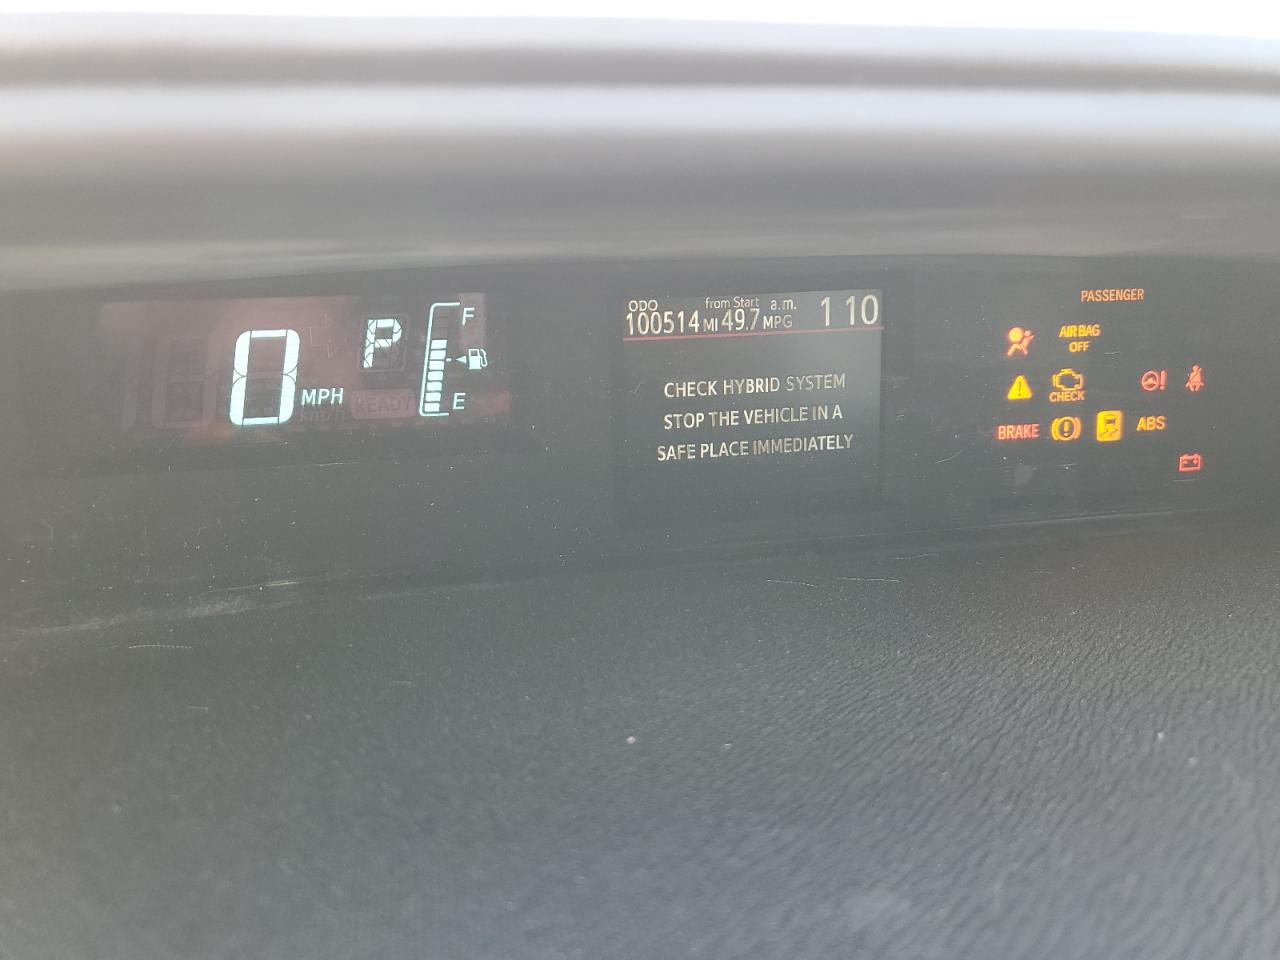 0 MPH
km/h
P
READY
F
E
ODO from Start a.m.
100514 MI 49.7 MPG 1 10
CHECK HYBRID SYSTEM
STOP THE VEHICLE IN A
SAFE PLACE IMMEDIATELY
PASSENGER
AIR BAG
OFF
CHECK
BRAKE
ABS